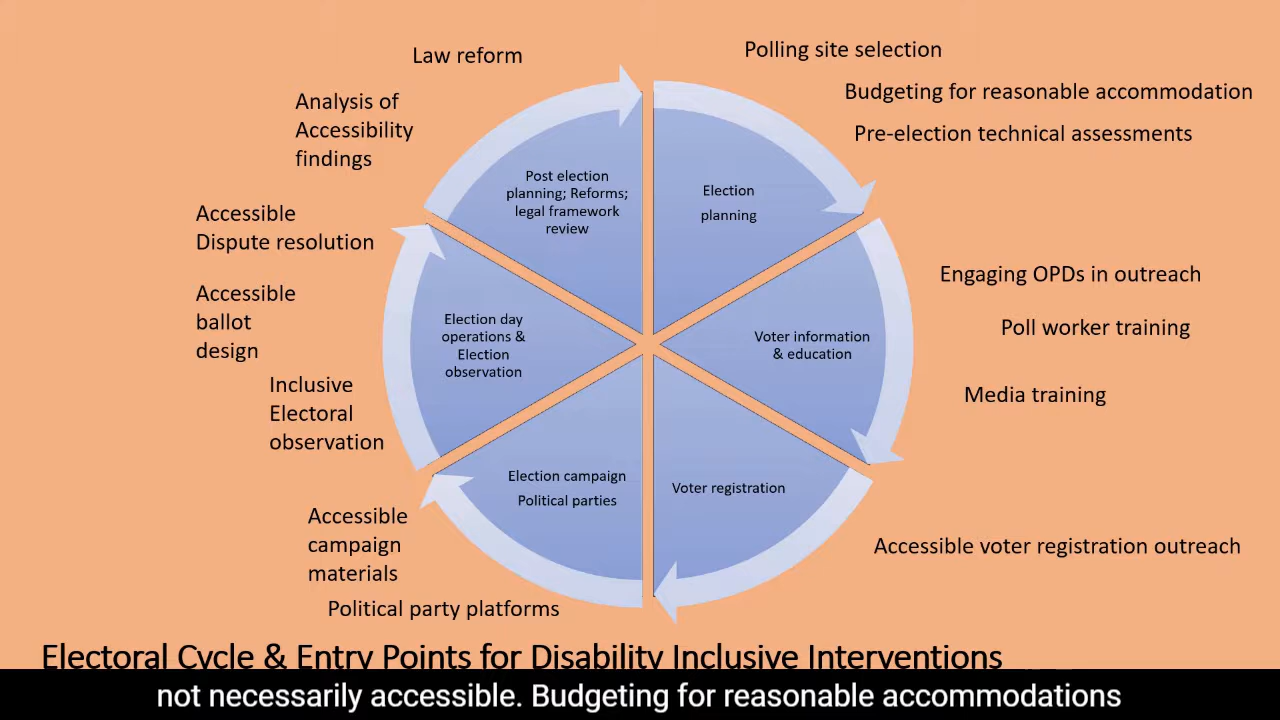 Law reform
Polling site selection
Analysis of
Accessibility
findings
Budgeting for reasonable accommodation
Pre-election technical assessments
Post election
planning; Reforms;
legal framework
review
Election
planning
Accessible
Dispute resolution
Engaging OPDs in outreach
Accessible
ballot
design
Election day
operations &
Election
observation
Voter information
& education
Poll worker training
Inclusive
Electoral
observation
Media training
Election campaign
Political parties
Voter registration
Accessible
campaign
materials
Accessible voter registration outreach
Political party platforms
Electoral Cycle & Entry Points for Disability Inclusive Interventions
not necessarily accessible. Budgeting for reasonable accommodations